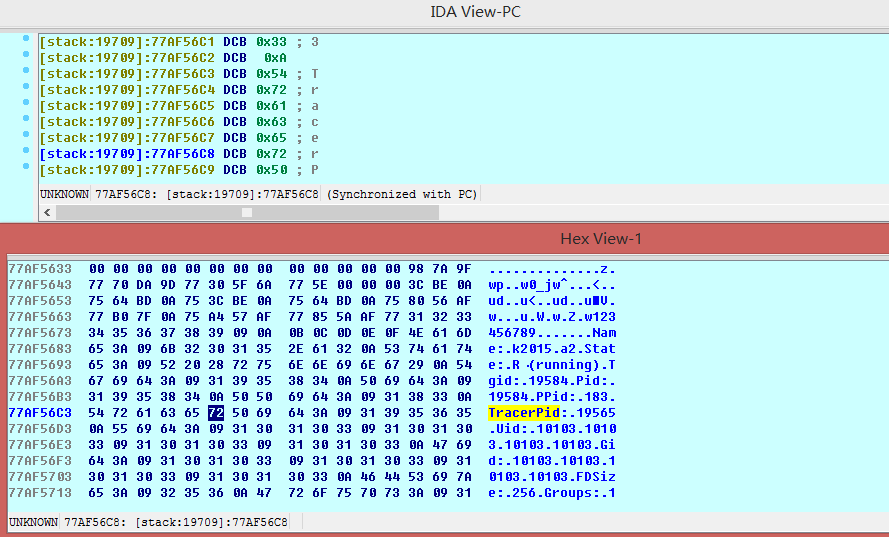 IDA View-PC
[stack:19709]:77AF56C1 DCB 0x33 ; 3
[stack:19709]:77AF56C2 DCB  0xA
[stack:19709]:77AF56C3 DCB 0x54 ; T
[stack:19709]:77AF56C4 DCB 0x72 ; r
[stack:19709]:77AF56C5 DCB 0x61 ; a
[stack:19709]:77AF56C6 DCB 0x63 ; c
[stack:19709]:77AF56C7 DCB 0x65 ; e
[stack:19709]:77AF56C8 DCB 0x72 ; r
[stack:19709]:77AF56C9 DCB 0x50 ; P
UNKNOWN 77AF56C8: [stack:19709]:77AF56C8 (Synchronized with PC)
Hex View-1
77AF5633 00 00 00 00 00 00 00 00 00 00 00 00 00 98 7A 9F ..............z.
77AF5643 77 70 DA 9D 77 30 5F 6A 77 5E 00 00 00 3C BE 0A wp..w0_jw^...<..
77AF5653 75 64 BD 0A 75 3C BE 0A 75 64 BD 0A 75 80 56 AF ud..u<..ud..u■V.
77AF5663 77 B0 7F 0A 75 A4 57 AF 77 85 5A AF 77 31 32 33 w...u.W.w.Z.w123
77AF5673 34 35 36 37 38 39 09 0A 0B 0C 0D 0E 0F 4E 61 6D 456789.......Nam
77AF5683 65 3A 09 6B 32 30 31 35 2E 61 32 0A 53 74 61 74 e:.k2015.a2.Stat
77AF5693 65 3A 09 52 20 28 72 75 6E 6E 69 6E 67 29 0A 54 e:.R·(running).T
77AF56A3 67 69 64 3A 09 31 39 35 38 34 0A 50 69 64 3A 09 gid:.19584.Pid:.
77AF56B3 31 39 35 38 34 0A 50 50 69 64 3A 09 31 38 33 0A 19584.PPid:.183.
77AF56C3 54 72 61 63 65 72 50 69 64 3A 09 31 39 35 36 35 TracerPid:.19565
77AF56D3 0A 55 69 64 3A 09 31 30 31 30 33 09 31 30 31 30 .Uid:.10103.1010
77AF56E3 33 09 31 30 31 30 33 09 31 30 31 30 33 0A 47 69 3.10103.10103.Gi
77AF56F3 64 3A 09 31 30 31 30 33 09 31 30 31 30 33 09 31 d:.10103.10103.1
77AF5703 30 31 30 33 09 31 30 31 30 33 0A 46 44 53 69 7A 0103.10103.FDSiz
77AF5713 65 3A 09 32 35 36 0A 47 72 6F 75 70 73 3A 09 31 e:.256.Groups:.1
UNKNOWN 77AF56C8: [stack:19709]:77AF56C8